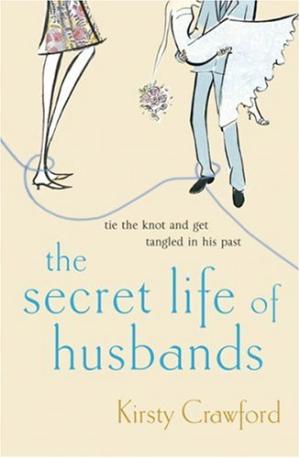 tie the knot and get
tangled in his past
the
secret life of
husbands
Kirsty Crawford